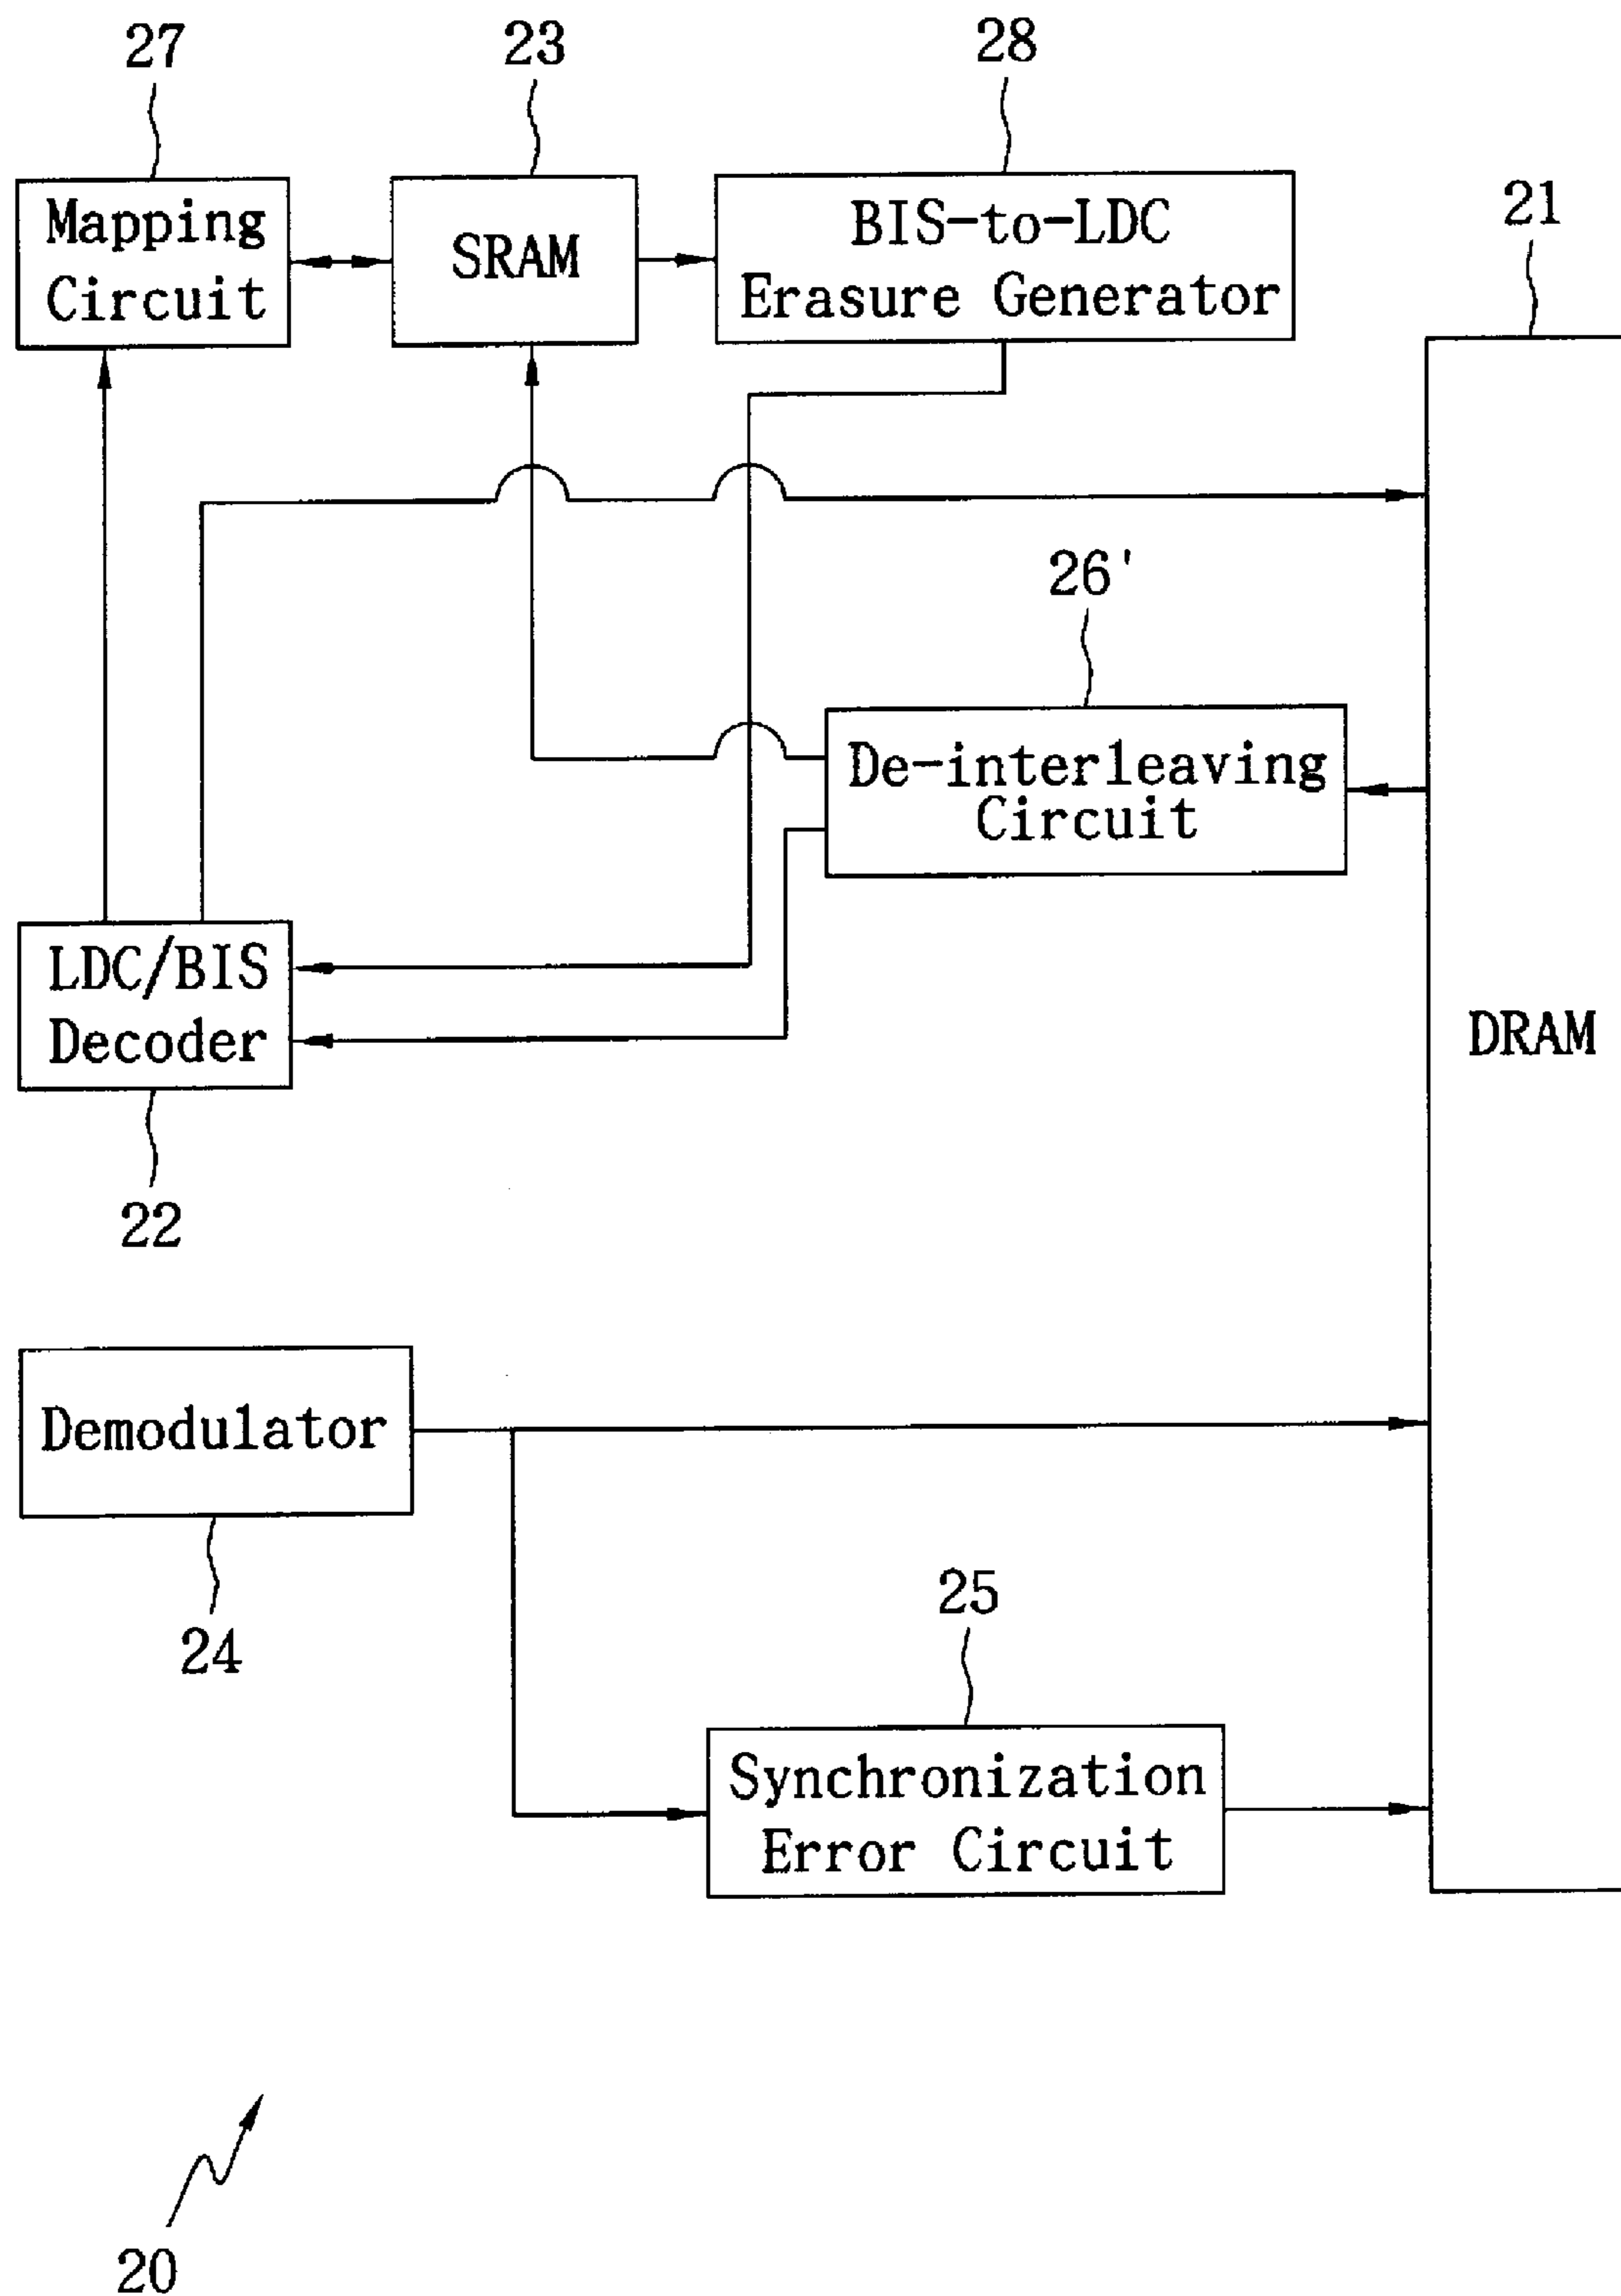 27
23
28
Mapping
Circuit
SRAM
BIS-to-LDC
Erasure Generator
21
26'
De-interleaving
Circuit
LDC/BIS
Decoder
DRAM
22
Demodulator
24
25
Synchronization
Error Circuit
20